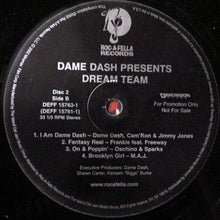 ROC-A-FELLA
RECORDS
DAME DASH PRESENTS
DREAM TEAM
Disc 2
Side B
DEFF 15763-1
(DEFF 15761-1)
33 1/3 RPM Stereo
DIMENSION
For Promotion Only
Not For Sale
1. I Am Dame Dash – Dame Dash, Cam'Ron & Jimmy Jones
2. Fantasy Real – Frankie feat. Freeway
3. On & Poppin' – Oschino & Sparks
4. Brooklyn Girl – M.A.J.
Executive Producers: Dame Dash,
Shawn Carter, Kareem "Biggs" Burke
www.rocafella.com